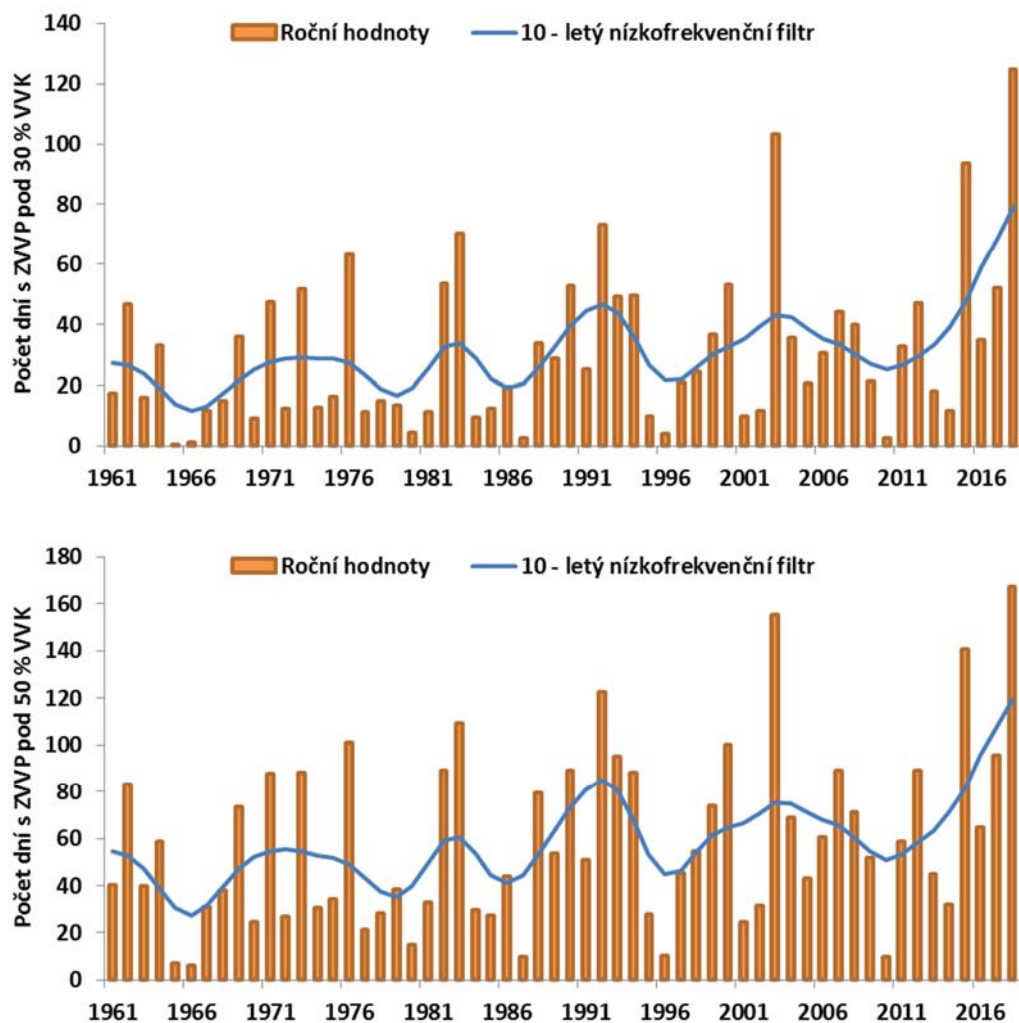 Počet dní s ZVVP pod 30 % VVK
Roční hodnoty
10 - letý nízkofrekvenční filtr
140
120
100
80
60
40
20
0
1961 1966 1971 1976 1981 1986 1991 1996 2001 2006 2011 2016
Počet dní s ZVVP pod 50 % VVK
Roční hodnoty
10 - letý nízkofrekvenční filtr
180
160
140
120
100
80
60
40
20
0
1961 1966 1971 1976 1981 1986 1991 1996 2001 2006 2011 2016